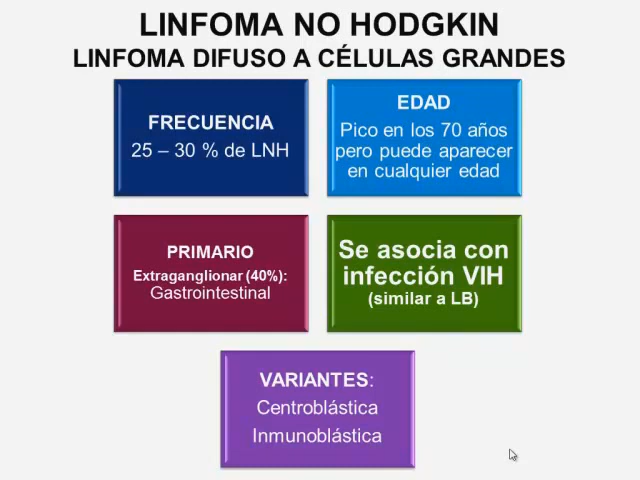 LINFOMA NO HODGKIN
LINFOMA DIFUSO A CÉLULAS GRANDES
FRECUENCIA
25 – 30 % de LNH
EDAD
Pico en los 70 años
pero puede aparecer
en cualquier edad
PRIMARIO
Extraganglionar (40%):
Gastrointestinal
Se asocia con
infección VIH
(similar a LB)
VARIANTES:
Centroblástica
Inmunoblástica